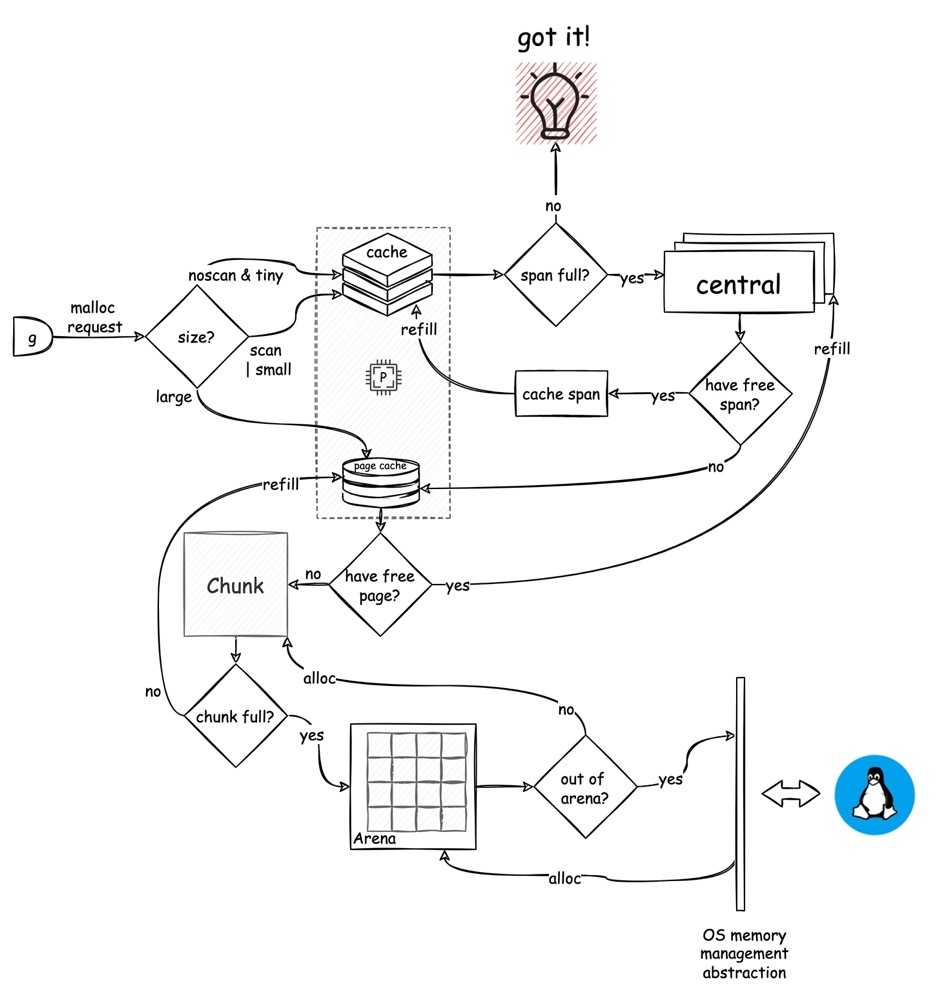 got it!
no
cache
noscan & tiny
span full?
yes
central
malloc
request
g
size?
refill
scan
| small
refill
P
cache span
yes
have free
span?
large
page cache
no
refill
Chunk
no
have free
page?
yes
alloc
no
no
chunk full?
yes
out of
arena?
yes
Arena
alloc
OS memory
management
abstraction